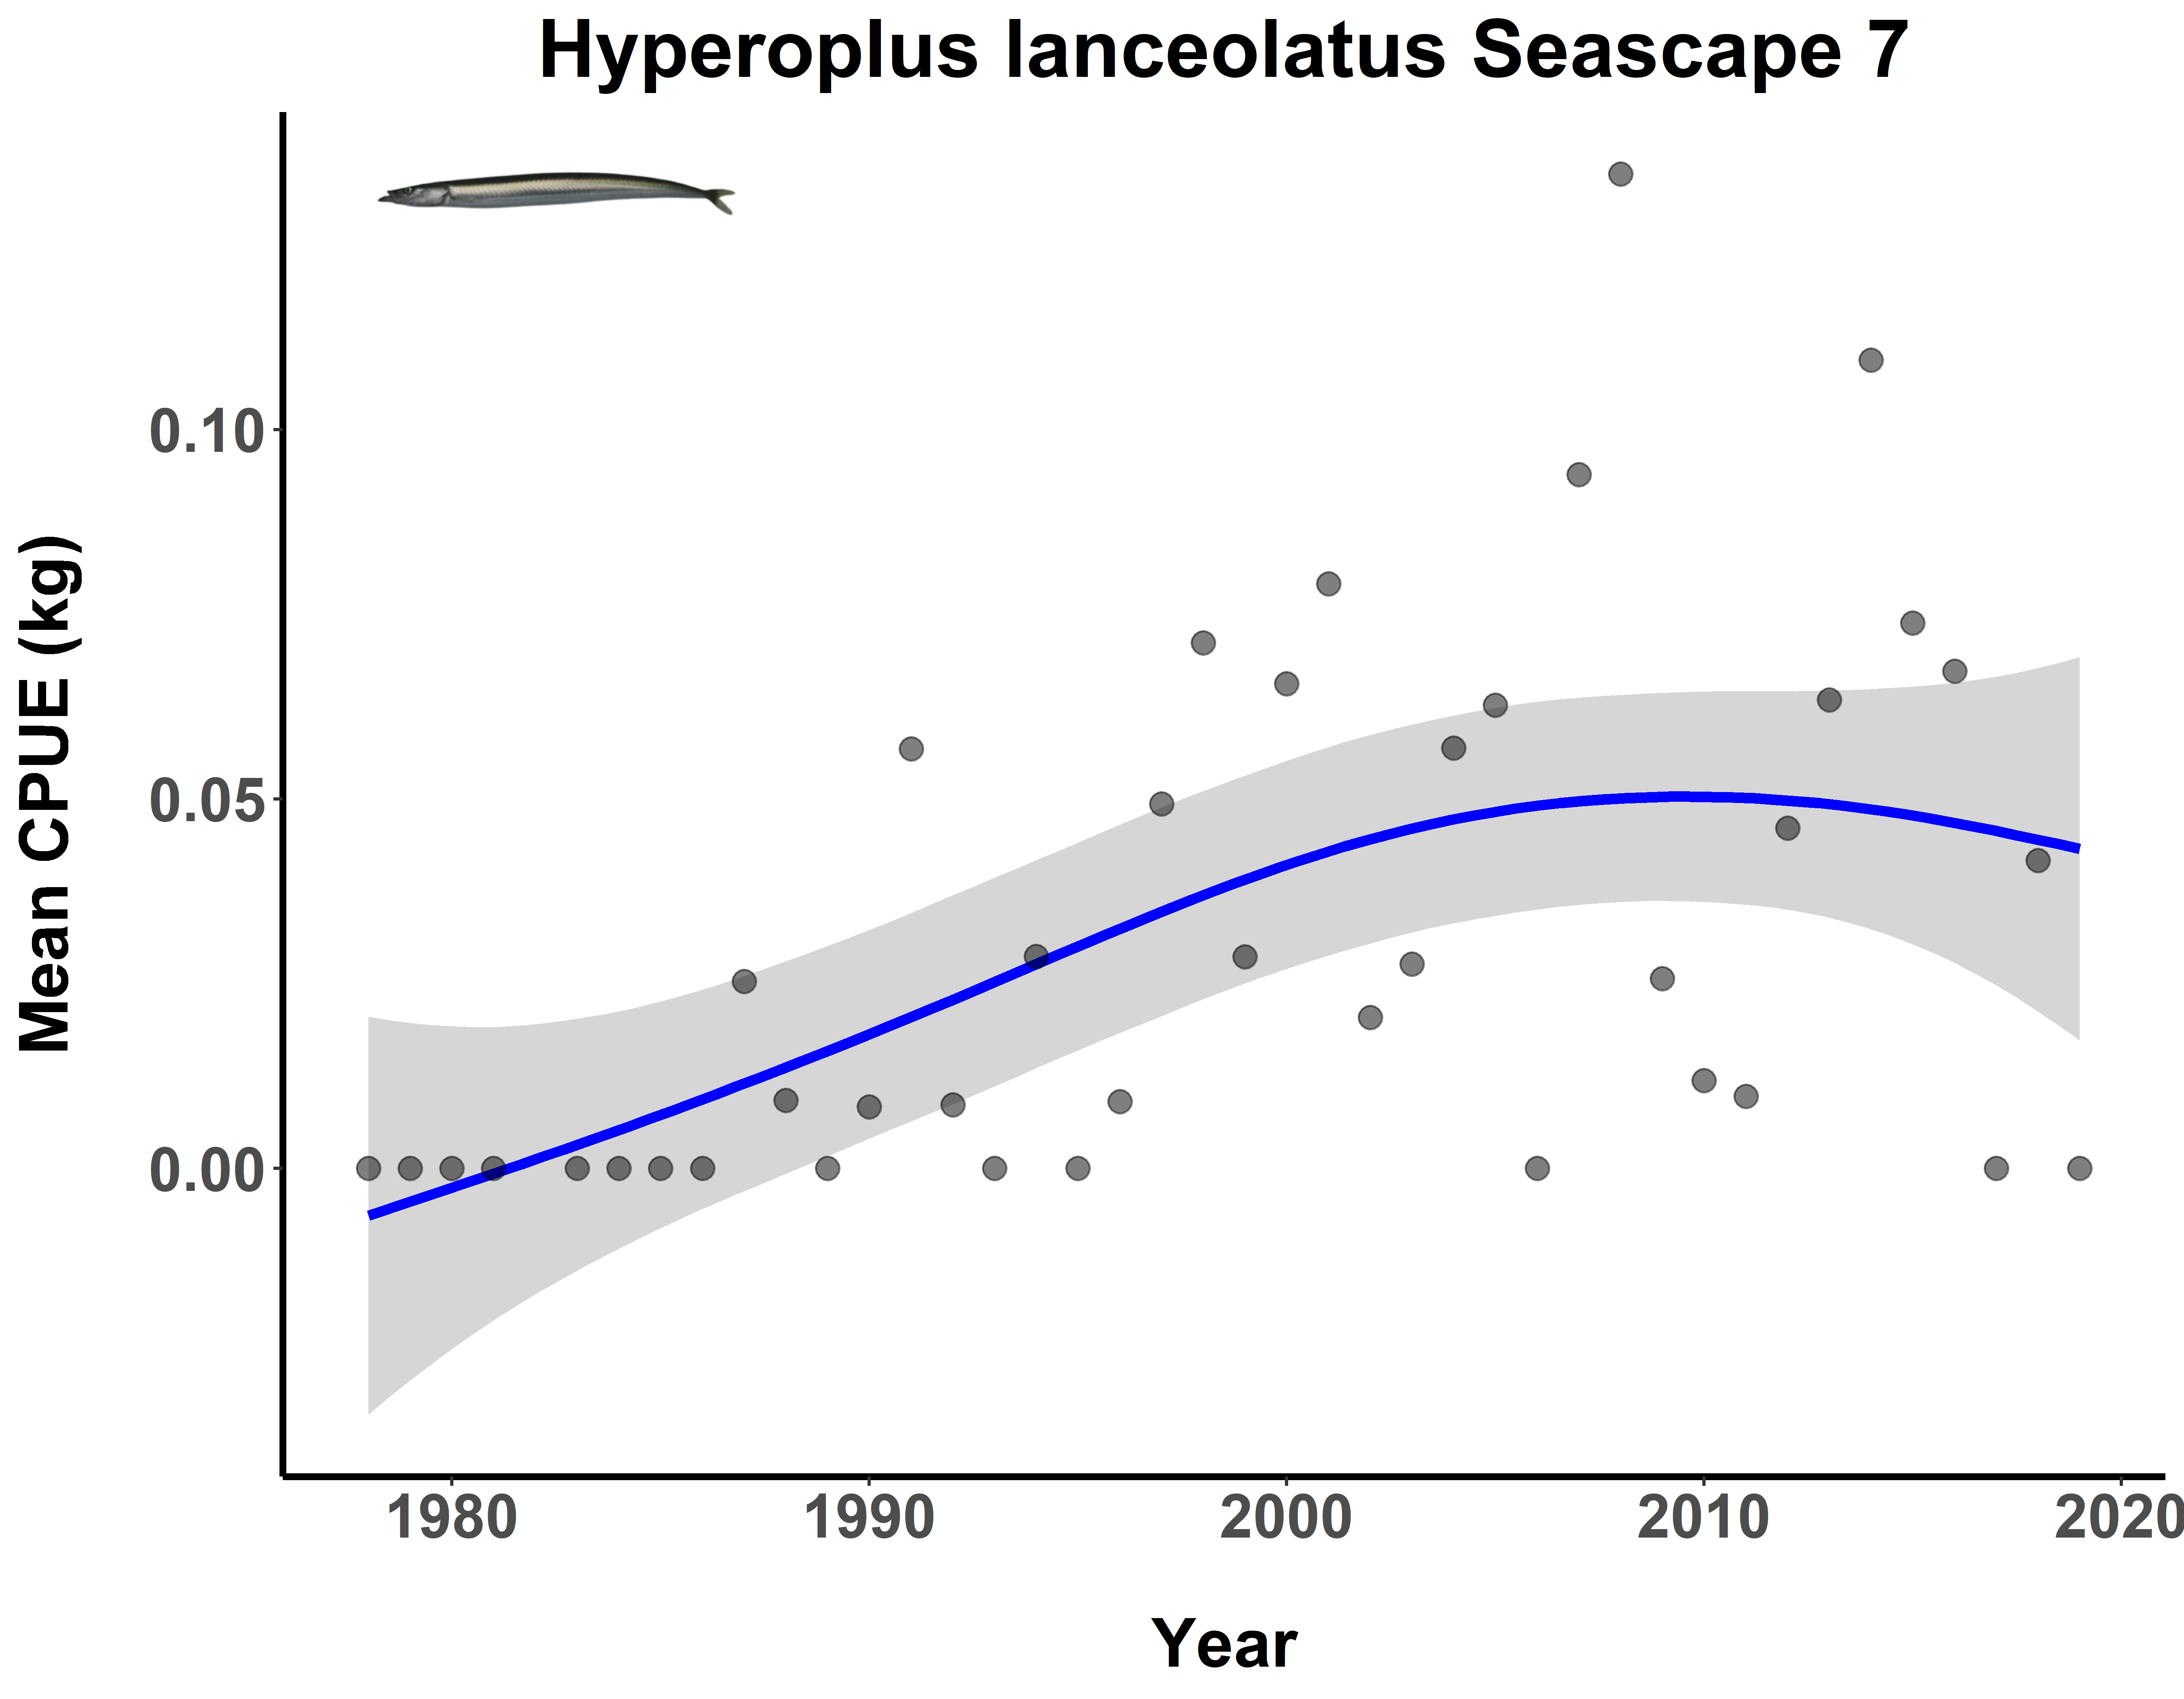 Hyperoplus lanceolatus Seascape 7
Mean CPUE (kg)
0.10
0.05
0.00
1980 1990 2000 2010 2020
Year